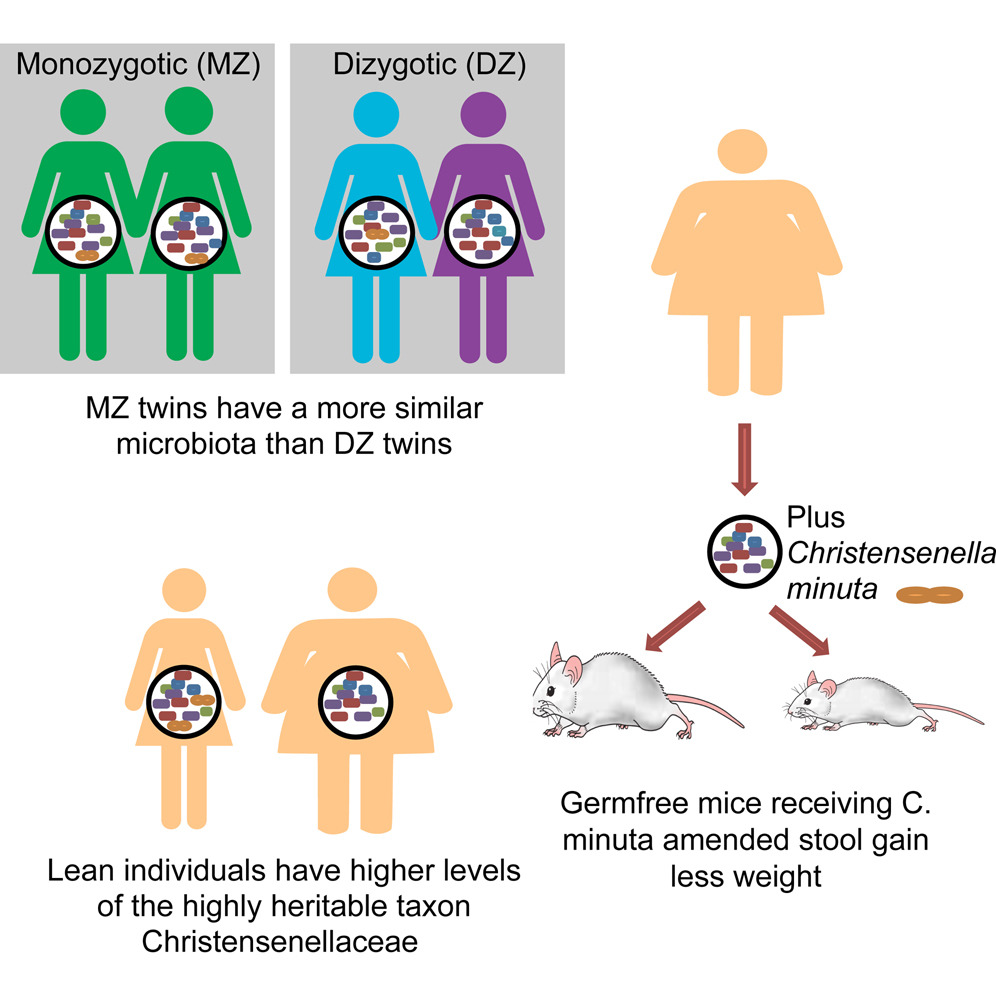 Monozygotic (MZ)
Dizygotic (DZ)
MZ twins have a more similar
microbiota than DZ twins
Plus
Christensenella
minuta
Lean individuals have higher levels
of the highly heritable taxon
Christensenellaceae
Germfree mice receiving C.
minuta amended stool gain
less weight